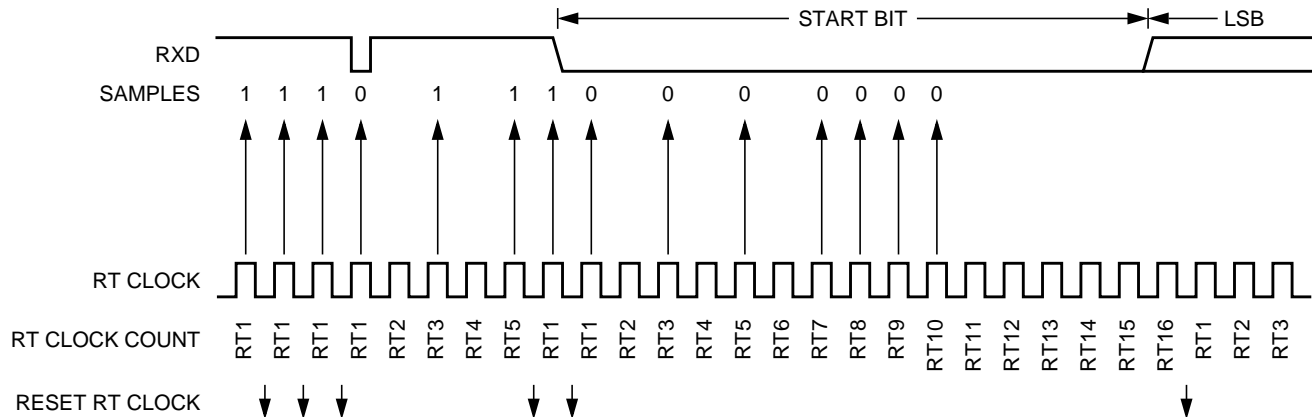 START BIT LSB
RXD
SAMPLES 1 1 1 0 1 1 1 0 0 0 0 0 0 0
RT CLOCK
RT CLOCK COUNT RT1 RT1 RT1 RT1 RT2 RT3 RT4 RT5 RT1 RT1 RT2 RT3 RT4 RT5 RT6 RT7 RT8 RT9 RT10 RT11 RT12 RT13 RT14 RT15 RT16 RT1 RT2 RT3
RESET RT CLOCK